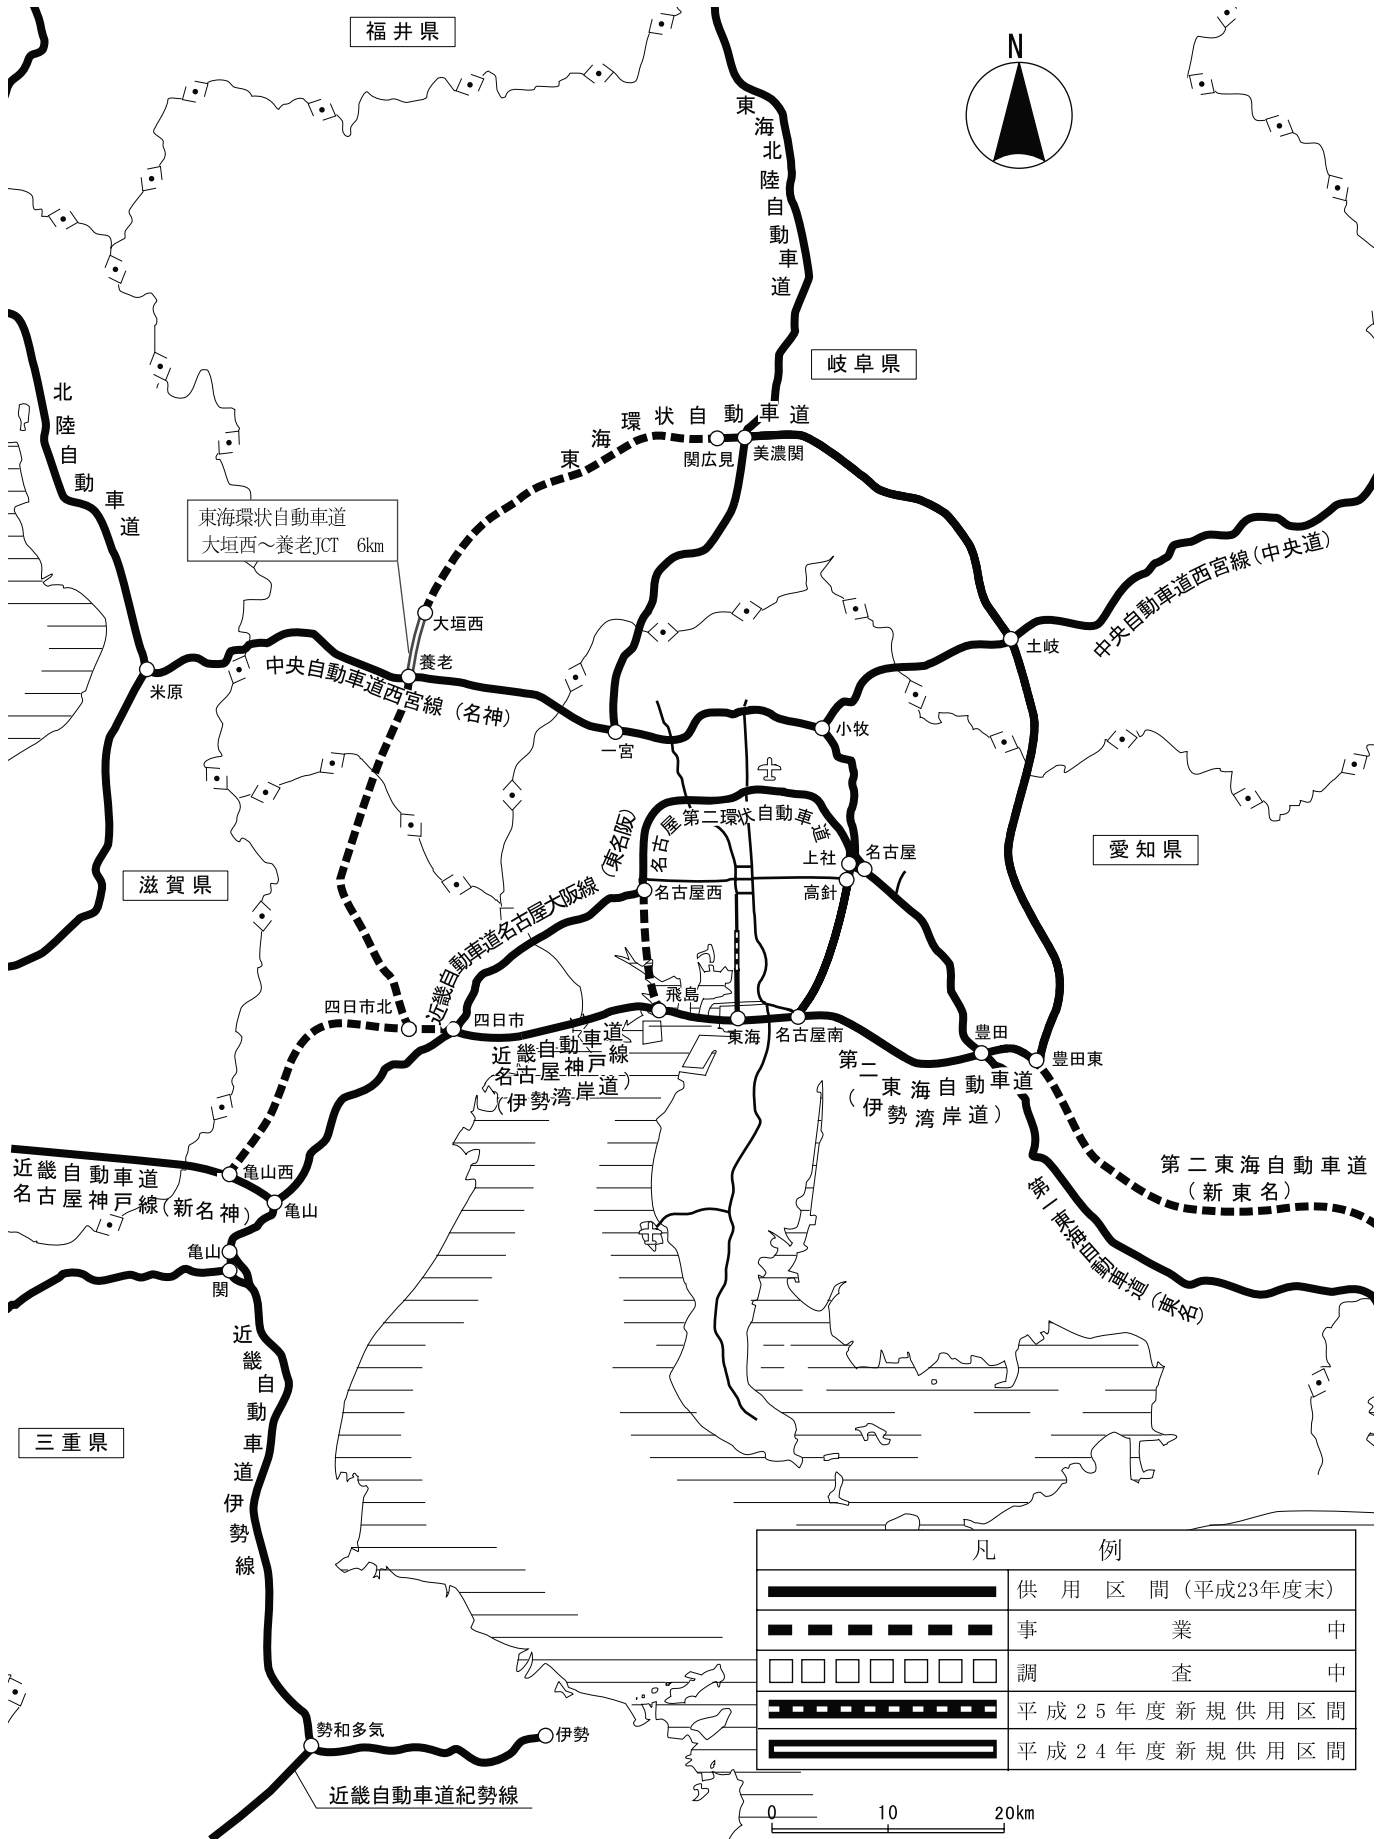 福井県
N
東海北陸自動車道
岐阜県
北陸自動車道
東海環状自動車道
関広見
美濃関
東海環状自動車道
大垣西～養老JCT 6km
大垣西
養老
中央自動車道西宮線（名神）
米原
中央自動車道西宮線（中央道）
土岐
一宮
小牧
名古屋第二環状自動車道
上社
名古屋
高針
名古屋西
愛知県
滋賀県
近畿自動車道名古屋大阪線（東名阪）
四日市北
四日市
飛島
東海
名古屋南
豊田
豊田東
近畿自動車道
名古屋神戸線
（伊勢湾岸道）
第二東海自動車道
（伊勢湾岸道）
第二東海自動車道
（新東名）
第一東海自動車道（東名）
近畿自動車道
名古屋神戸線（新名神）
亀山西
亀山
亀山
関
近畿自動車道伊勢線
三重県
勢和多気
伊勢
近畿自動車道紀勢線
凡例
供用区間（平成23年度末）
事業中
調査中
平成25年度新規供用区間
平成24年度新規供用区間
0 10 20km